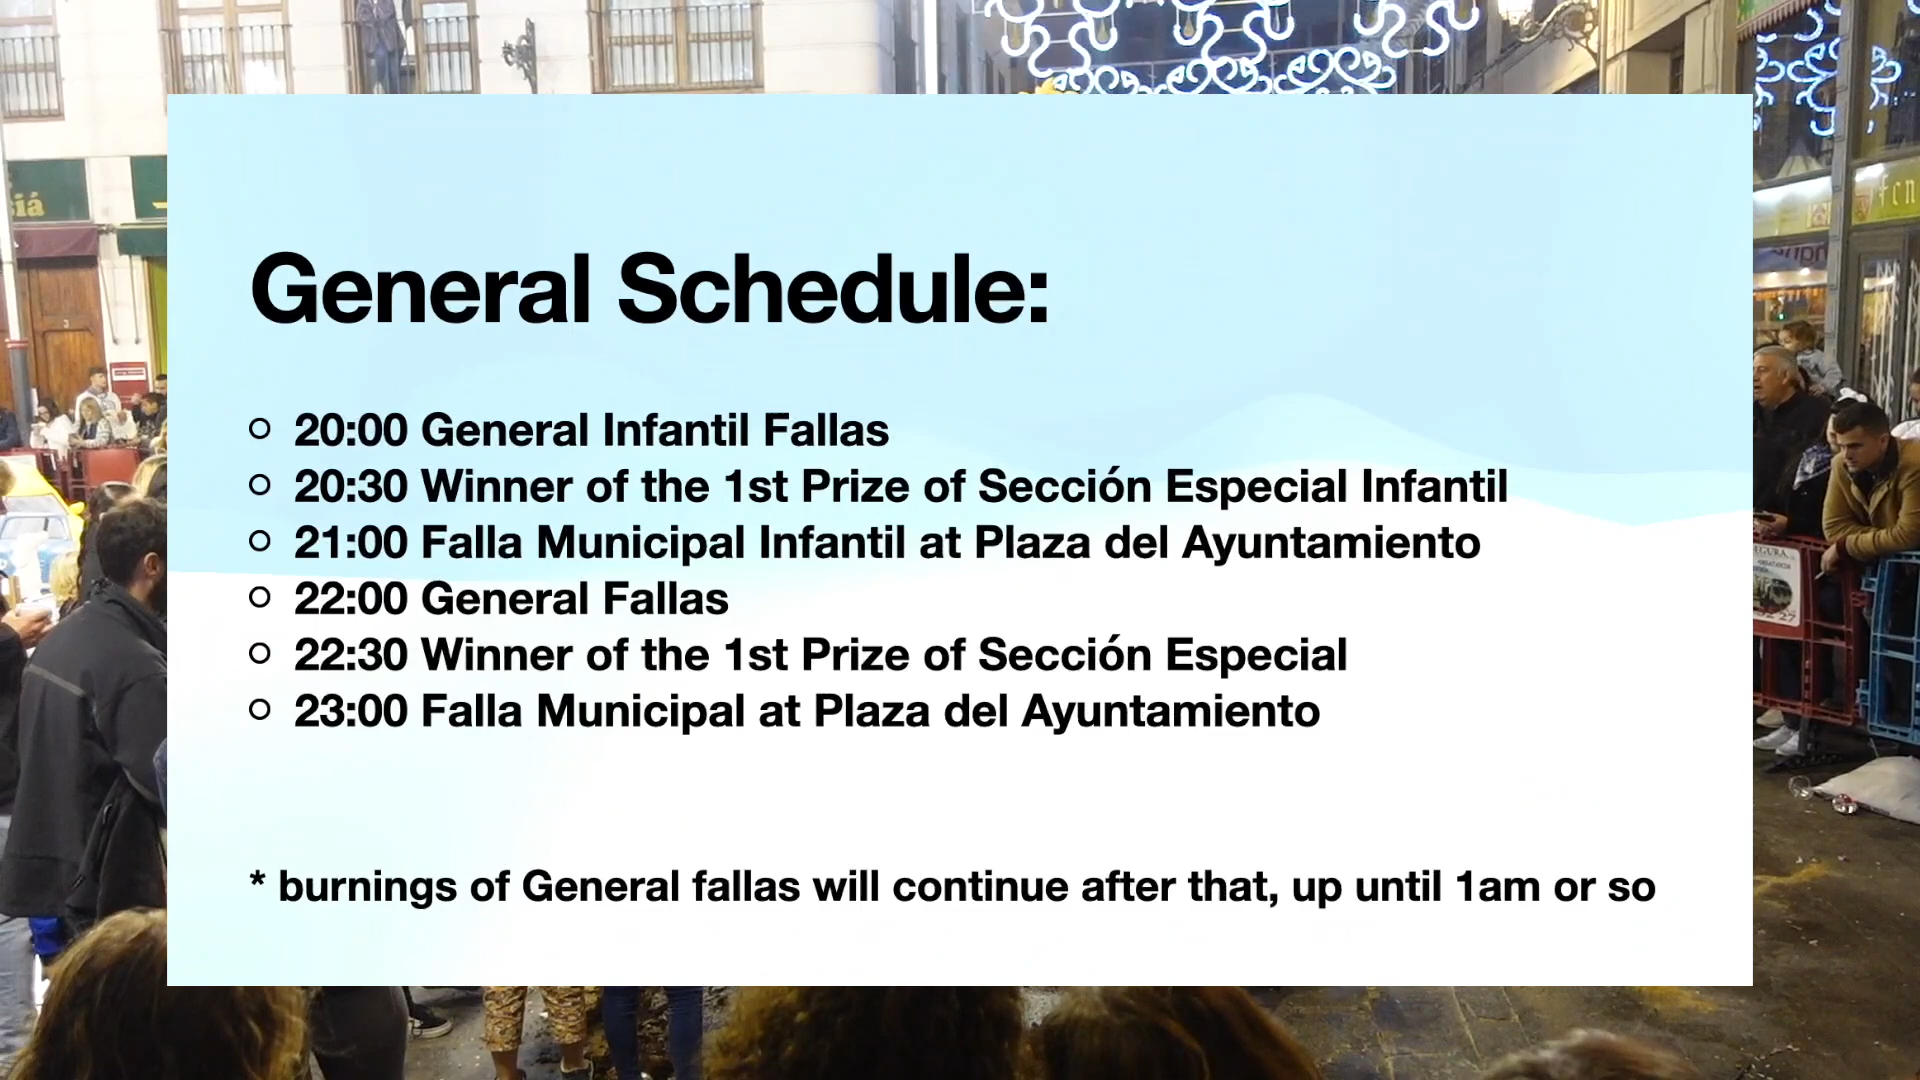 General Schedule:
20:00 General Infantil Fallas
20:30 Winner of the 1st Prize of Sección Especial Infantil
21:00 Falla Municipal Infantil at Plaza del Ayuntamiento
22:00 General Fallas
22:30 Winner of the 1st Prize of Sección Especial
23:00 Falla Municipal at Plaza del Ayuntamiento
* burnings of General fallas will continue after that, up until 1am or so